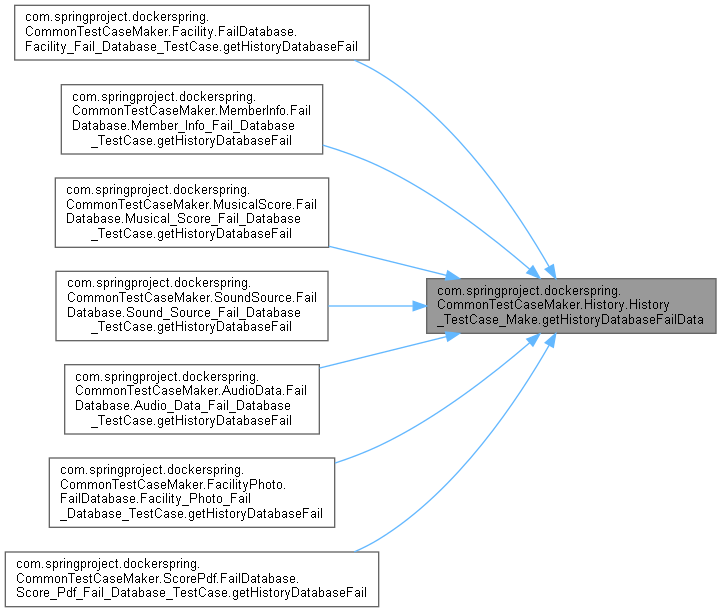 com.springproject.dockerspring.
CommonTestCaseMaker.Facility.FailDatabase.
Facility_Fail_Database_TestCase.getHistoryDatabaseFail
com.springproject.dockerspring.
CommonTestCaseMaker.MemberInfo.Fail
Database.Member_Info_Fail_Database
_TestCase.getHistoryDatabaseFail
com.springproject.dockerspring.
CommonTestCaseMaker.MusicalScore.Fail
Database.Musical_Score_Fail_Database
_TestCase.getHistoryDatabaseFail
com.springproject.dockerspring.
CommonTestCaseMaker.SoundSource.Fail
Database.Sound_Source_Fail_Database
_TestCase.getHistoryDatabaseFail
com.springproject.dockerspring.
CommonTestCaseMaker.History.History
_TestCase_Make.getHistoryDatabaseFailData
com.springproject.dockerspring.
CommonTestCaseMaker.AudioData.Fail
Database.Audio_Data_Fail_Database
_TestCase.getHistoryDatabaseFail
com.springproject.dockerspring.
CommonTestCaseMaker.FacilityPhoto.
FailDatabase.Facility_Photo_Fail
_Database_TestCase.getHistoryDatabaseFail
com.springproject.dockerspring.
CommonTestCaseMaker.ScorePdf.FailDatabase.
Score_Pdf_Fail_Database_TestCase.getHistoryDatabaseFail